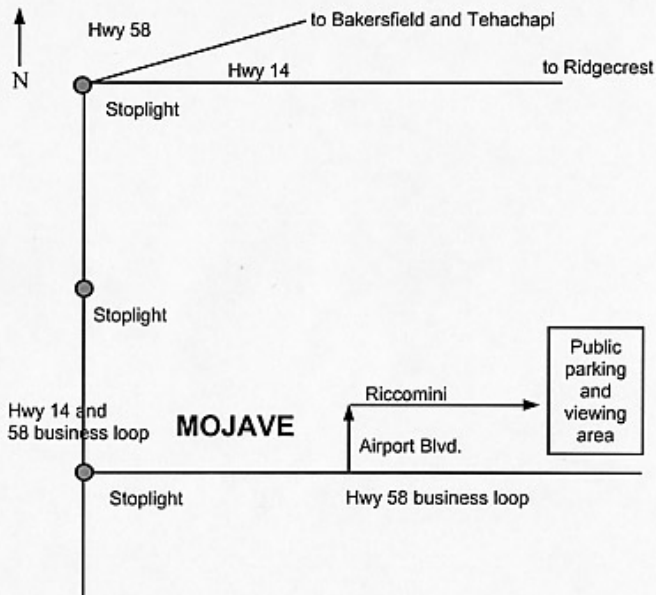 Hwy 58
to Bakersfield and Tehachapi
N
Hwy 14
to Ridgecrest
Stoplight
Stoplight
Public
parking
and
viewing
area
Riccomini
Hwy 14 and
58 business loop
MOJAVE
Airport Blvd.
Stoplight
Hwy 58 business loop